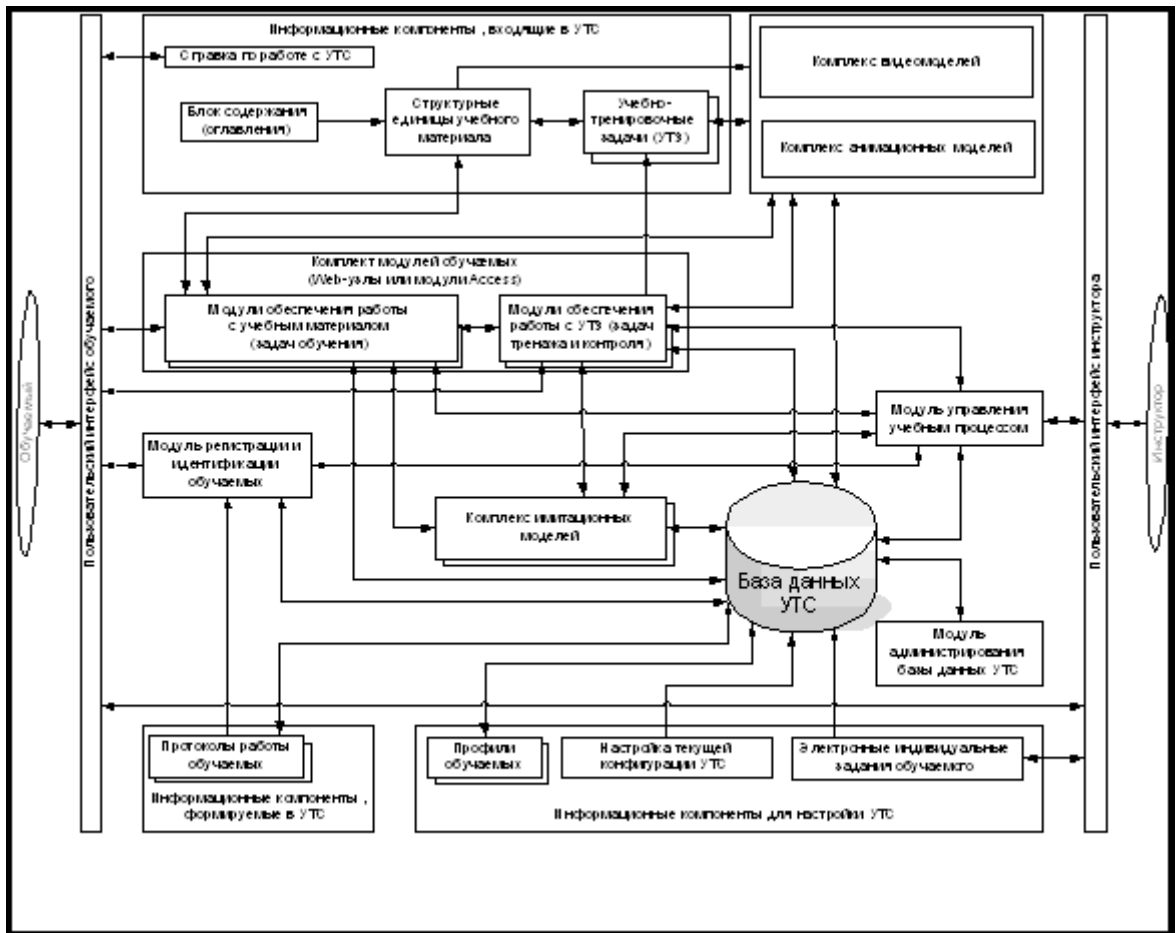 Информационные компоненты , входящие в УТС
Справка по работе с УТС
Блок содержания
(оглавления)
Структурные
единицы учебного
материала
Учебно-
тренировочные
задачи (УТЗ)
Комплекс видеомоделей
Комплекс анимационных моделей
Комплект модулей обучаемых
(Web-узлы или модули Access)
Модули обеспечения работы
с учебным материалом
(задач обучения)
Модули обеспечения
работы с УТЗ (задач
тренажа и контроля)
Обучаемый
Пользовательский интерфейс обучаемого
Модуль управления
учебным процессом
Пользовательский интерфейс инструктора
Инструктор
Модуль регистрации и
идентификации
обучаемых
Комплекс имитационных
моделей
База данных
УТС
Модуль
администрирования
базы данных УТС
Протоколы работы
обучаемых
Информационные компоненты ,
формируемые в УТС
Профили
обучаемых
Настройка текущей
конфигурации УТС
Электронные индивидуальные
задания обучаемого
Информационные компоненты для настройки УТС